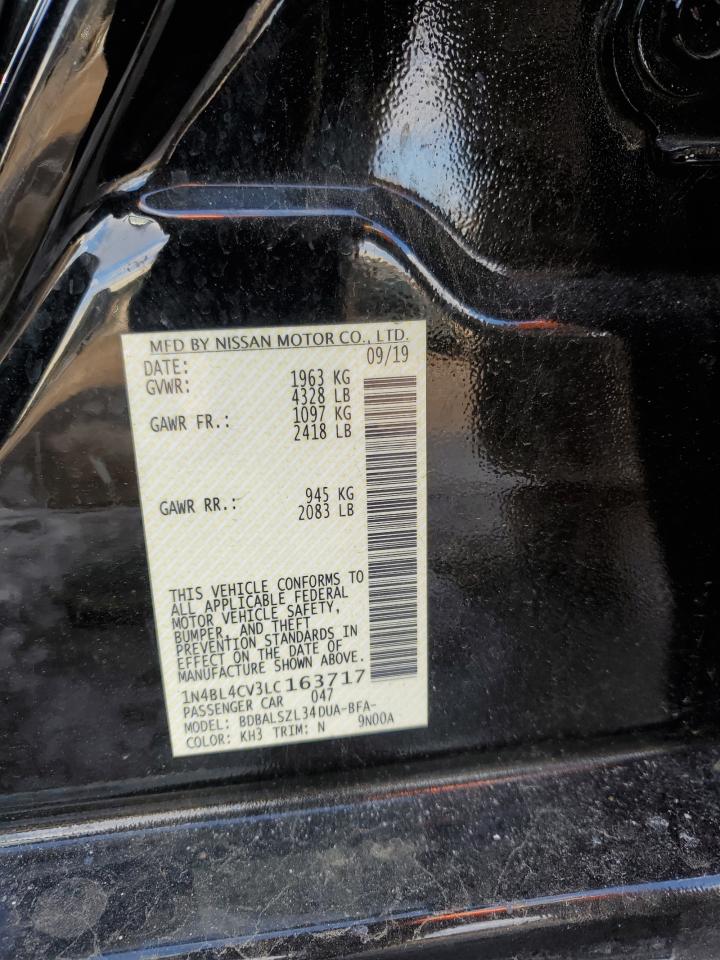 MFD BY NISSAN MOTOR CO., LTD.
DATE: 09/19
GVWR: 1963 KG
4328 LB
GAWR FR.: 1097 KG
2418 LB
GAWR RR.: 945 KG
2083 LB
THIS VEHICLE CONFORMS TO
ALL APPLICABLE FEDERAL
MOTOR VEHICLE SAFETY,
BUMPER, AND THEFT
PREVENTION STANDARDS IN
EFFECT ON THE DATE OF
MANUFACTURE SHOWN ABOVE.
1N4BL4CV3LC163717
PASSENGER CAR 047
MODEL: BDBALSZL34DUA-BFA-
9N00A
COLOR: KH3 TRIM: N